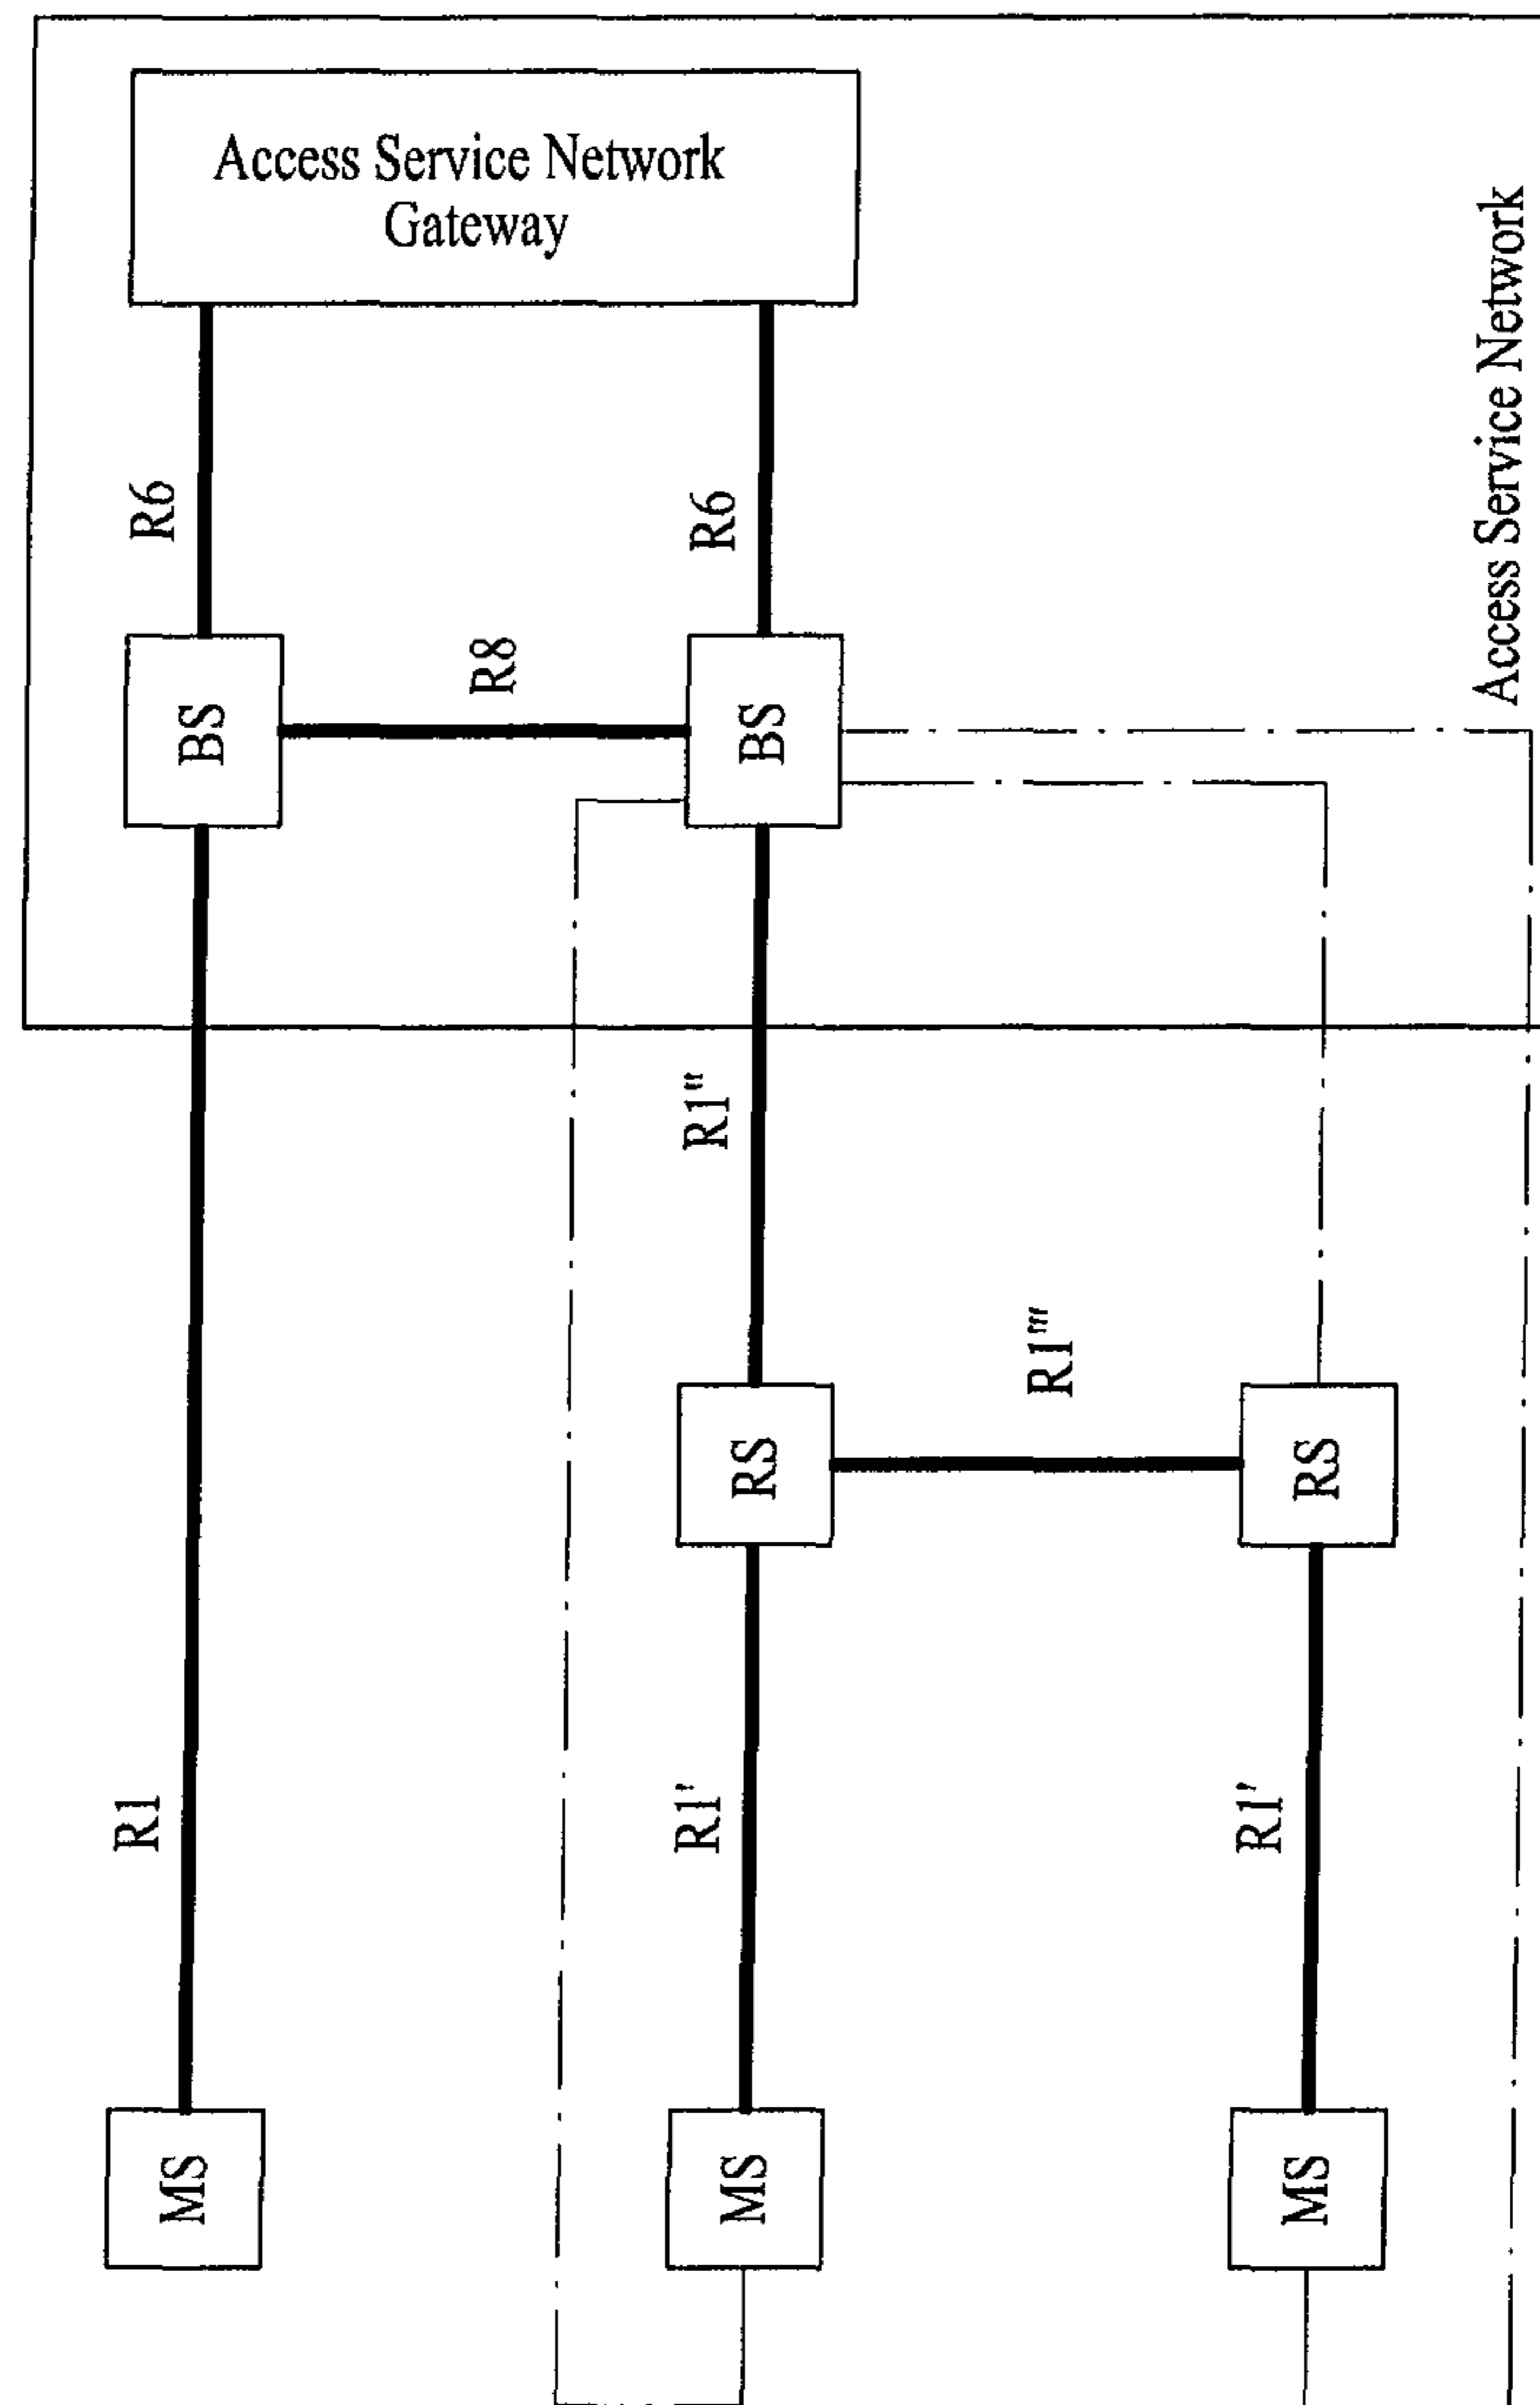 Access Service Network
Gateway
R6
R6
BS
R8
BS
Access Service Network
R1"
R1'''
RS
RS
R1
R1'
R1'
MS
MS
MS